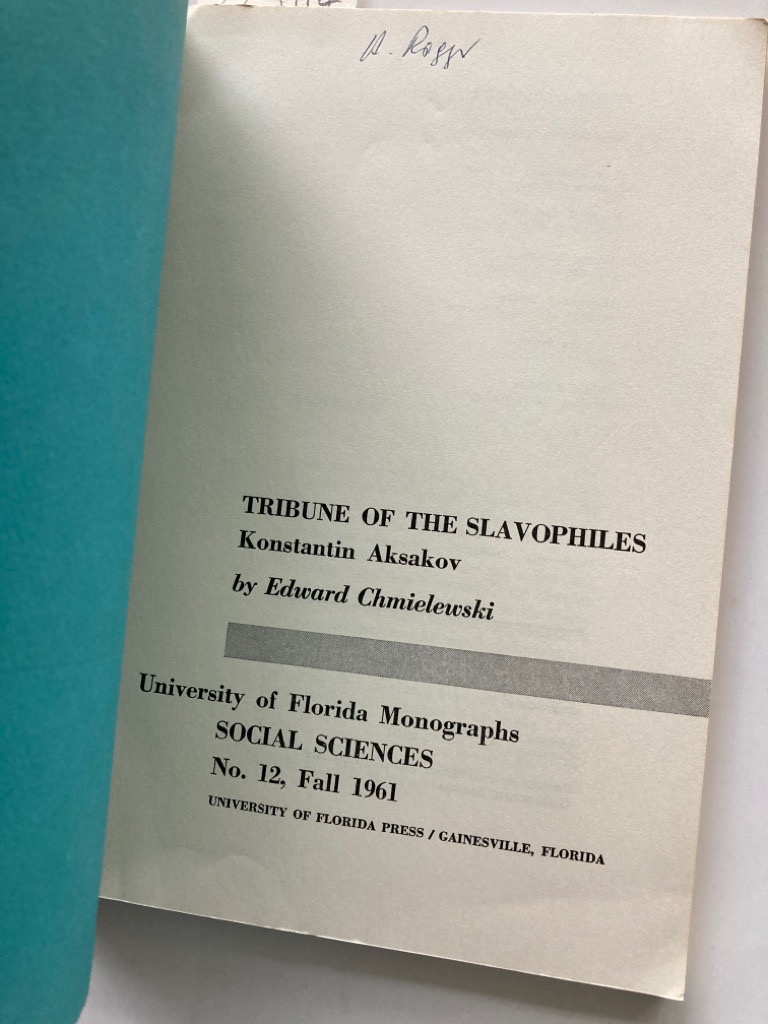 H. Rogger
TRIBUNE OF THE SLAVOPHILES
Konstantin Aksakov
by Edward Chmielewski
University of Florida Monographs
SOCIAL SCIENCES
No. 12, Fall 1961
UNIVERSITY OF FLORIDA PRESS / GAINESVILLE, FLORIDA